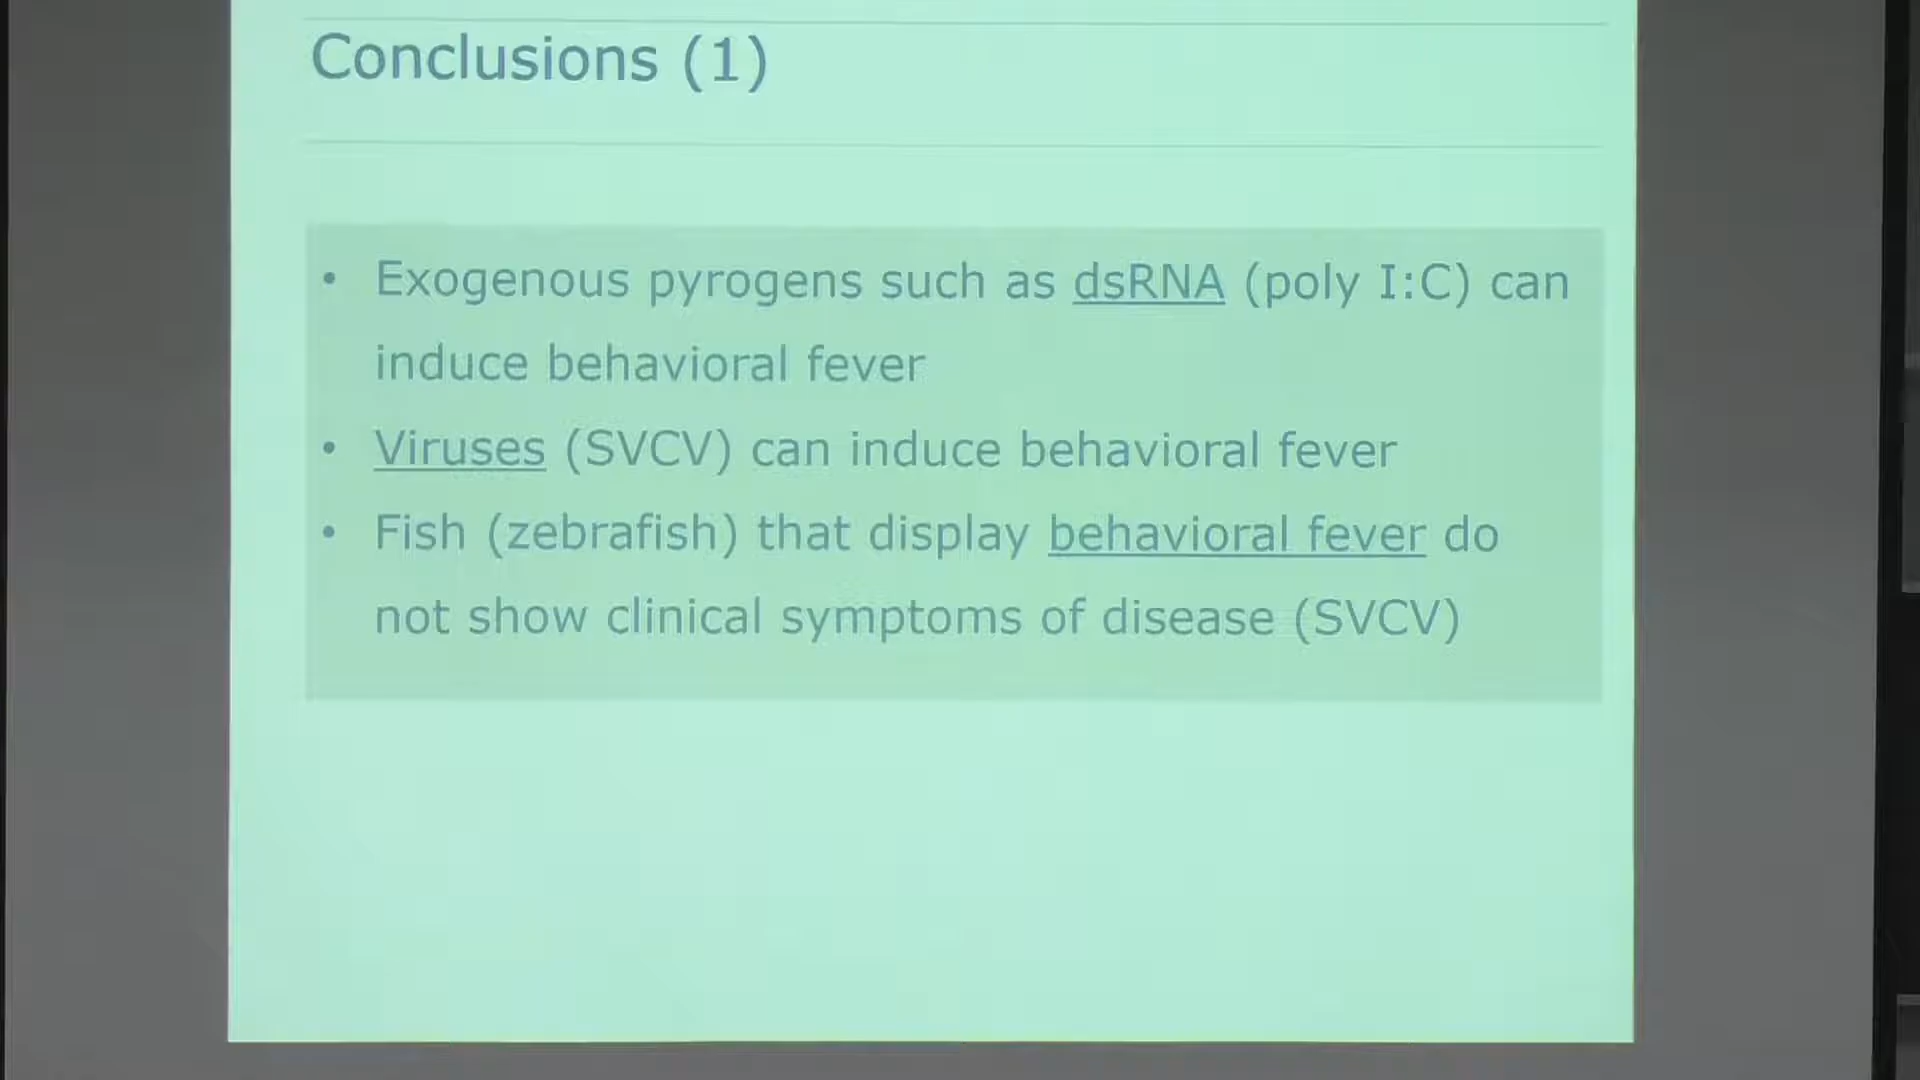 Conclusions (1)
• Exogenous pyrogens such as dsRNA (poly I:C) can
induce behavioral fever
• Viruses (SVCV) can induce behavioral fever
• Fish (zebrafish) that display behavioral fever do
not show clinical symptoms of disease (SVCV)